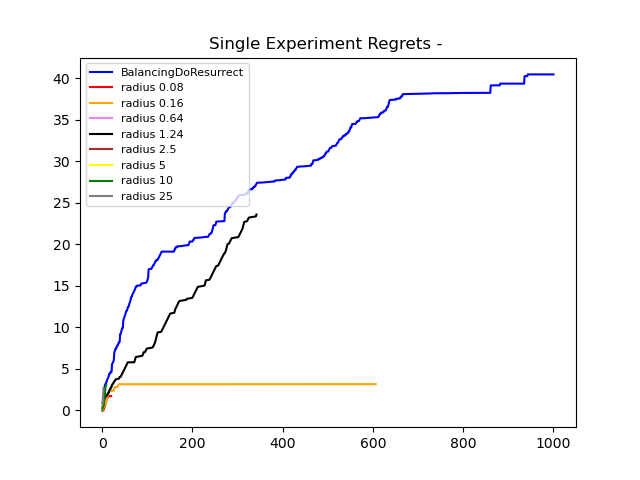 Single Experiment Regrets -
BalancingDoResurrect
radius 0.08
radius 0.16
radius 0.64
radius 1.24
radius 2.5
radius 5
radius 10
radius 25
40
35
30
25
20
15
10
5
0
0 200 400 600 800 1000